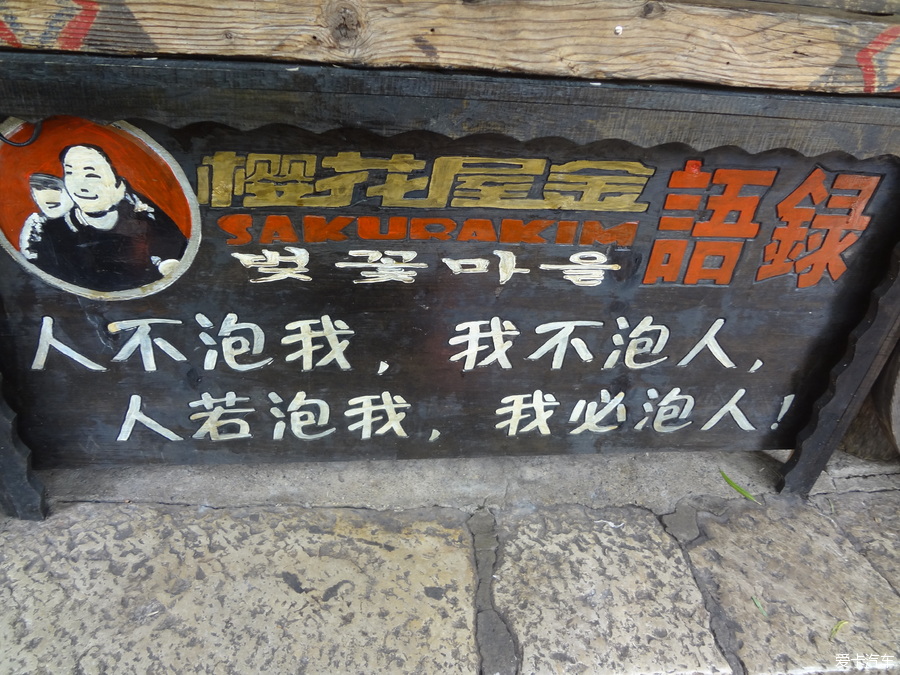 樱花屋金 語録
SAKURAKIM
벚꽃마을
人不泡我，我不泡人，
人若泡我，我必泡人！
爱卡汽车